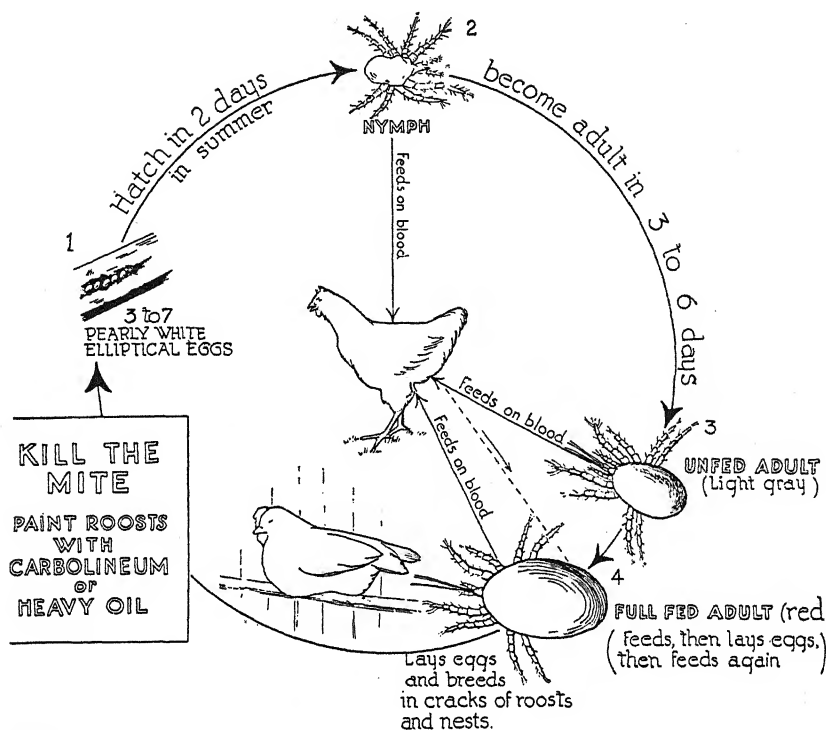 1
3 to 7
PEARLY WHITE
ELLIPTICAL EGGS
Hatch in 2 days
in summer
2
NYMPH
Feeds on blood
become adult in 3 to 6 days
3
UNFED ADULT
(Light gray)
Feeds on blood
4
FULL FED ADULT (red
(Feeds, then lays eggs,
then feeds again)
Feeds on blood
Lays eggs
and breeds
in cracks of roosts
and nests.
KILL THE
MITE
PAINT ROOSTS
WITH
CARBOLINEUM
or
HEAVY OIL